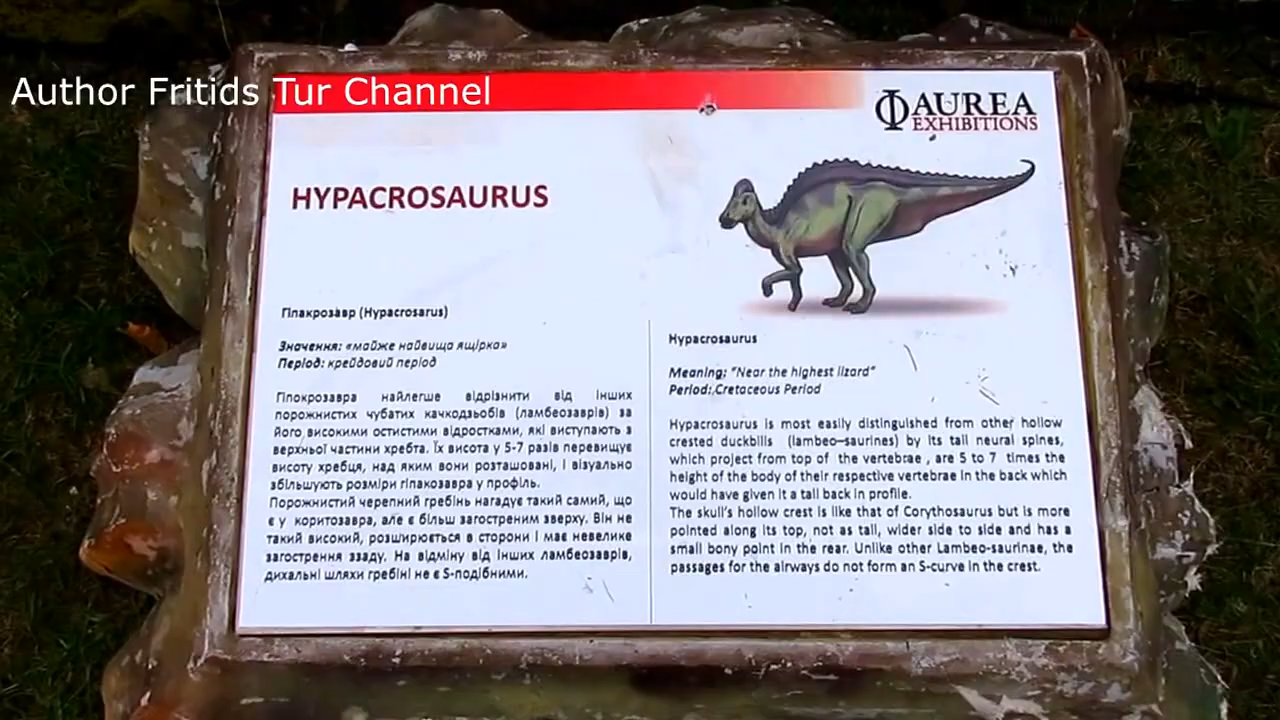 Author Fritids Tur Channel
ΦAUREA
EXHIBITIONS
HYPACROSAURUS
Гіпакрозавр (Hypacrosarus)
Значення: «майже найвища ящірка»
Період: крейдовий період
Гіпокрозавра найлегше відрізнити від інших
порожнистих чубатих качкодзьобів (ламбеозаврів) за
його високими остистими відростками, які виступають з
верхньої частини хребта. Їх висота у 5-7 разів перевищує
висоту хребця, над яким вони розташовані, і візуально
збільшують розміри гіпакозавра у профіль.
Порожнистий черепний гребінь нагадує такий самий, що
є у коритозавра, але є більш загостреним зверху. Він не
такий високий, розширюється в сторони і має невелике
загострення ззаду. На відміну від інших ламбеозаврів,
дихальні шляхи гребіні не є S-подібними.
Hypacrosaurus
Meaning: "Near the highest lizard"
Period: Cretaceous Period
Hypacrosaurus is most easily distinguished from other hollow
crested duckbills (lambeo–saurines) by its tall neural spines,
which project from top of the vertebrae , are 5 to 7 times the
height of the body of their respective vertebrae in the back which
would have given it a tall back in profile.
The skull's hollow crest is like that of Corythosaurus but is more
pointed along its top, not as tall, wider side to side and has a
small bony point in the rear. Unlike other Lambeo-saurinae, the
passages for the airways do not form an S-curve in the crest.